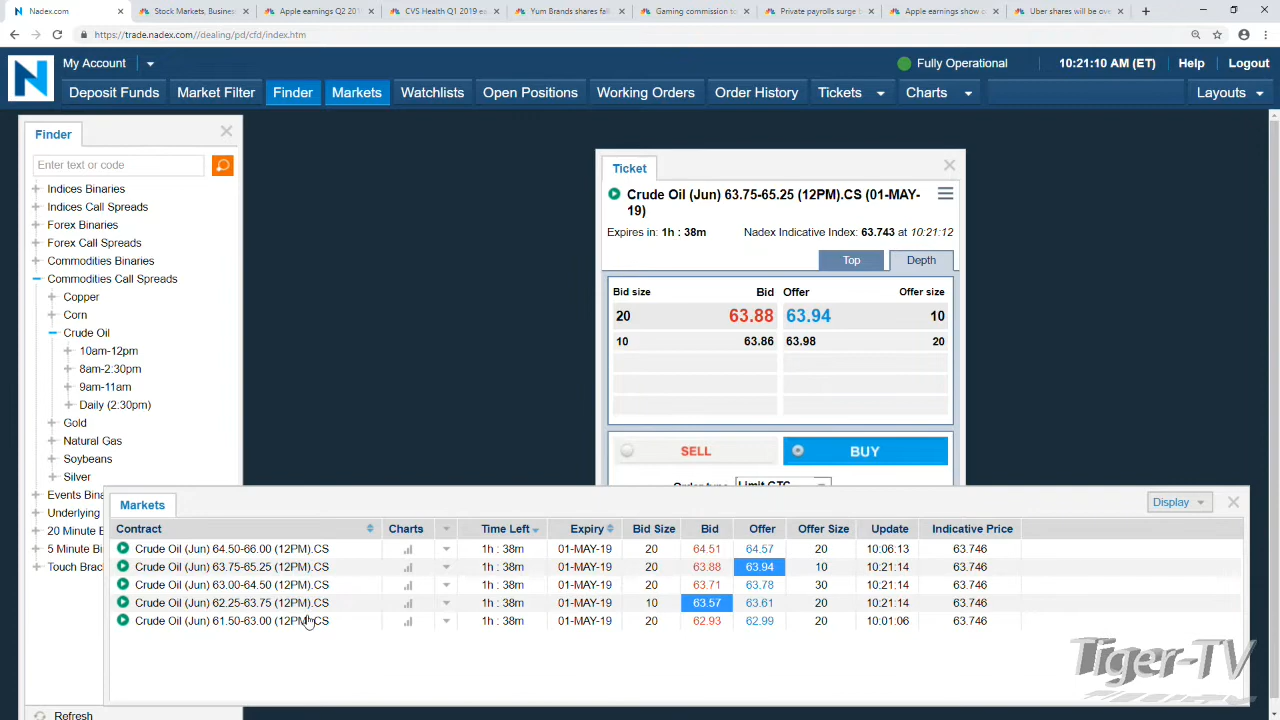 Nadex.com
Stock Markets, Busines
Apple earnings Q2 201
CVS Health Q1 2019 ea
Yum Brands shares fall
Gaming commission
Private payrolls surge
Apple earnings show
Uber shares will be ove
https://trade.nadex.com//dealing/pd/cfd/index.htm
My Account
Fully Operational
10:21:10 AM (ET)
Help
Logout
Deposit Funds
Market Filter
Finder
Markets
Watchlists
Open Positions
Working Orders
Order History
Tickets
Charts
Layouts
Finder
Enter text or code
Indices Binaries
Indices Call Spreads
Forex Binaries
Forex Call Spreads
Commodities Binaries
Commodities Call Spreads
Copper
Corn
Crude Oil
10am-12pm
8am-2:30pm
9am-11am
Daily (2:30pm)
Gold
Natural Gas
Soybeans
Silver
Events Bina
Underlying
20 Minute B
5 Minute Bi
Touch Brac
Refresh
Ticket
Crude Oil (Jun) 63.75-65.25 (12PM).CS (01-MAY-
19)
Expires in: 1h : 38m Nadex Indicative Index: 63.743 at 10:21:12
Top Depth
Bid size Bid Offer Offer size
20 63.88 63.94 10
10 63.86 63.98 20
SELL BUY
Order type Limit GTC
Markets
Display
Contract Charts Time Left Expiry Bid Size Bid Offer Offer Size Update Indicative Price
Crude Oil (Jun) 64.50-66.00 (12PM).CS 1h : 38m 01-MAY-19 20 64.51 64.57 20 10:06.13 63.746
Crude Oil (Jun) 63.75-65.25 (12PM).CS 1h : 38m 01-MAY-19 20 63.88 63.94 10 10:21:14 63.746
Crude Oil (Jun) 63.00-64.50 (12PM).CS 1h : 38m 01-MAY-19 20 63.71 63.78 30 10:21:14 63.746
Crude Oil (Jun) 62.25-63.75 (12PM).CS 1h : 38m 01-MAY-19 10 63.57 63.61 20 10:21:14 63.746
Crude Oil (Jun) 61.50-63.00 (12PM).CS 1h : 38m 01-MAY-19 20 62.93 62.99 20 10:01:06 63.746
Tiger-TV